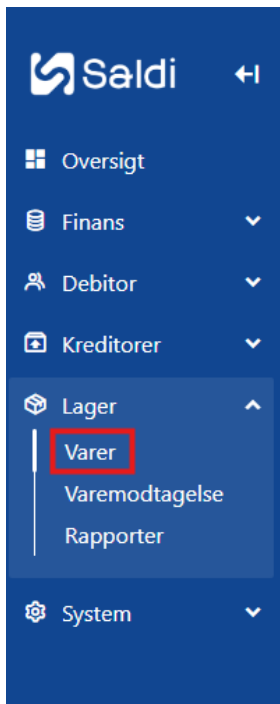 Saldi
Oversigt
Finans
Debitor
Kreditorer
Lager
Varer
Varemodtagelse
Rapporter
System